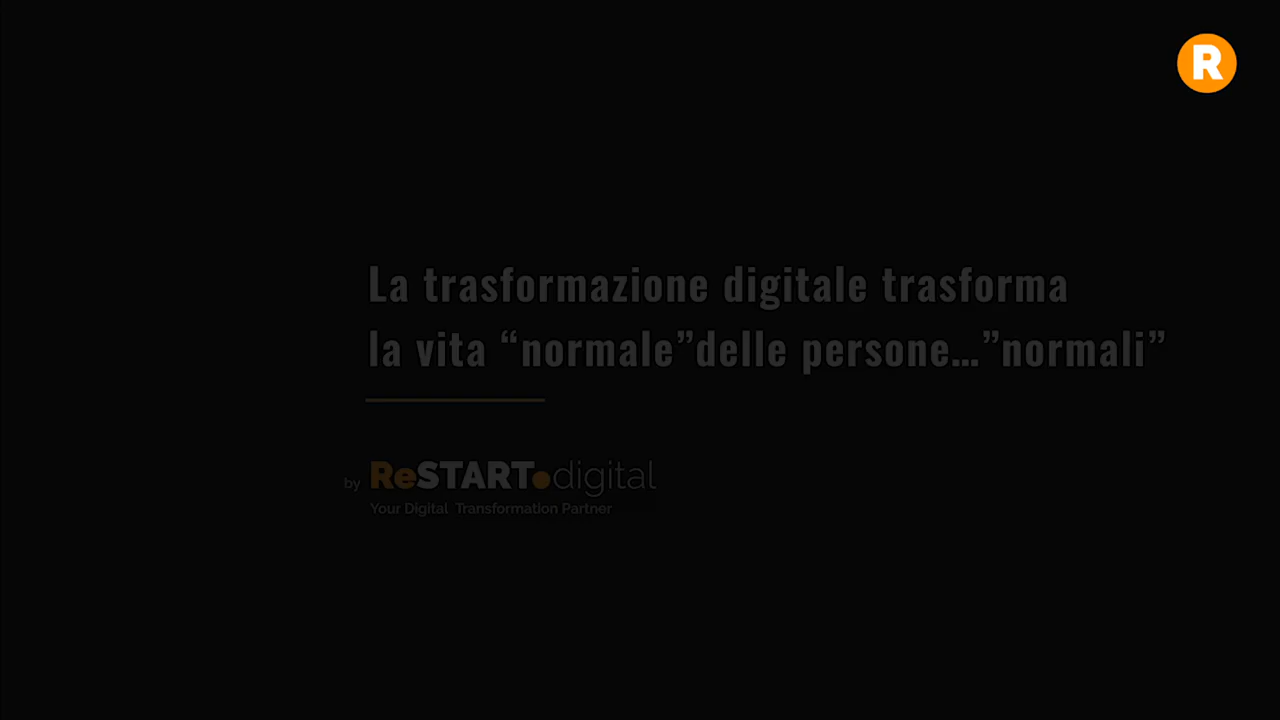 R
La trasformazione digitale trasforma
la vita “normale”delle persone...”normali”
by ReSTART.digital
Your Digital Transformation Partner